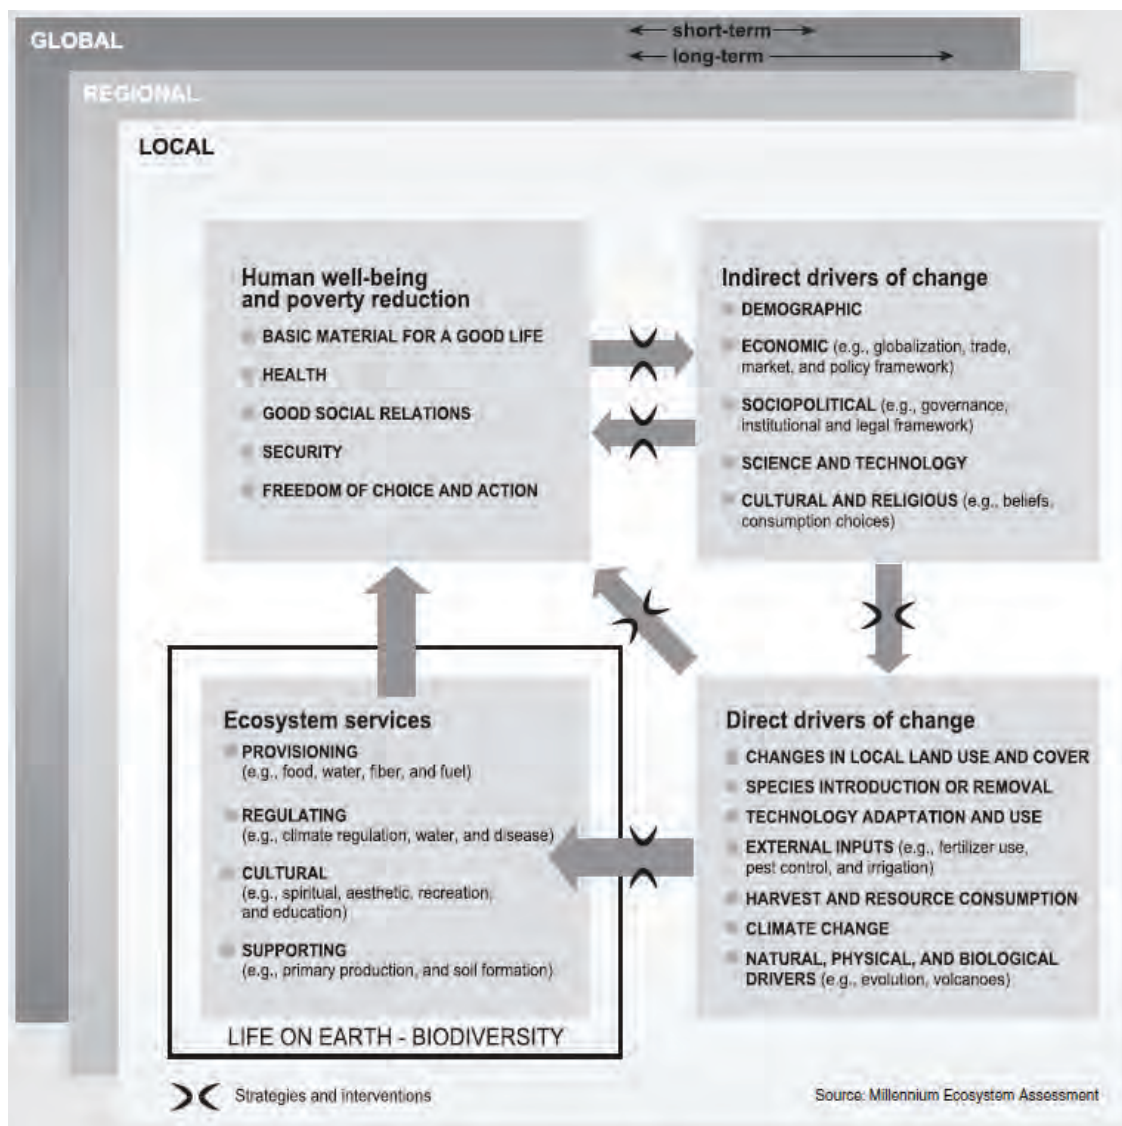 GLOBAL
short-term
long-term
REGIONAL
LOCAL
Human well-being
and poverty reduction
BASIC MATERIAL FOR A GOOD LIFE
HEALTH
GOOD SOCIAL RELATIONS
SECURITY
FREEDOM OF CHOICE AND ACTION
Indirect drivers of change
DEMOGRAPHIC
ECONOMIC (e.g., globalization, trade,
market, and policy framework)
SOCIOPOLITICAL (e.g., governance,
institutional and legal framework)
SCIENCE AND TECHNOLOGY
CULTURAL AND RELIGIOUS (e.g., beliefs,
consumption choices)
Ecosystem services
PROVISIONING
(e.g., food, water, fiber, and fuel)
REGULATING
(e.g., climate regulation, water, and disease)
CULTURAL
(e.g., spiritual, aesthetic, recreation,
and education)
SUPPORTING
(e.g., primary production, and soil formation)
LIFE ON EARTH - BIODIVERSITY
Direct drivers of change
CHANGES IN LOCAL LAND USE AND COVER
SPECIES INTRODUCTION OR REMOVAL
TECHNOLOGY ADAPTATION AND USE
EXTERNAL INPUTS (e.g., fertilizer use,
pest control, and irrigation)
HARVEST AND RESOURCE CONSUMPTION
CLIMATE CHANGE
NATURAL, PHYSICAL, AND BIOLOGICAL
DRIVERS (e.g., evolution, volcanoes)
Strategies and interventions
Source: Millennium Ecosystem Assessment